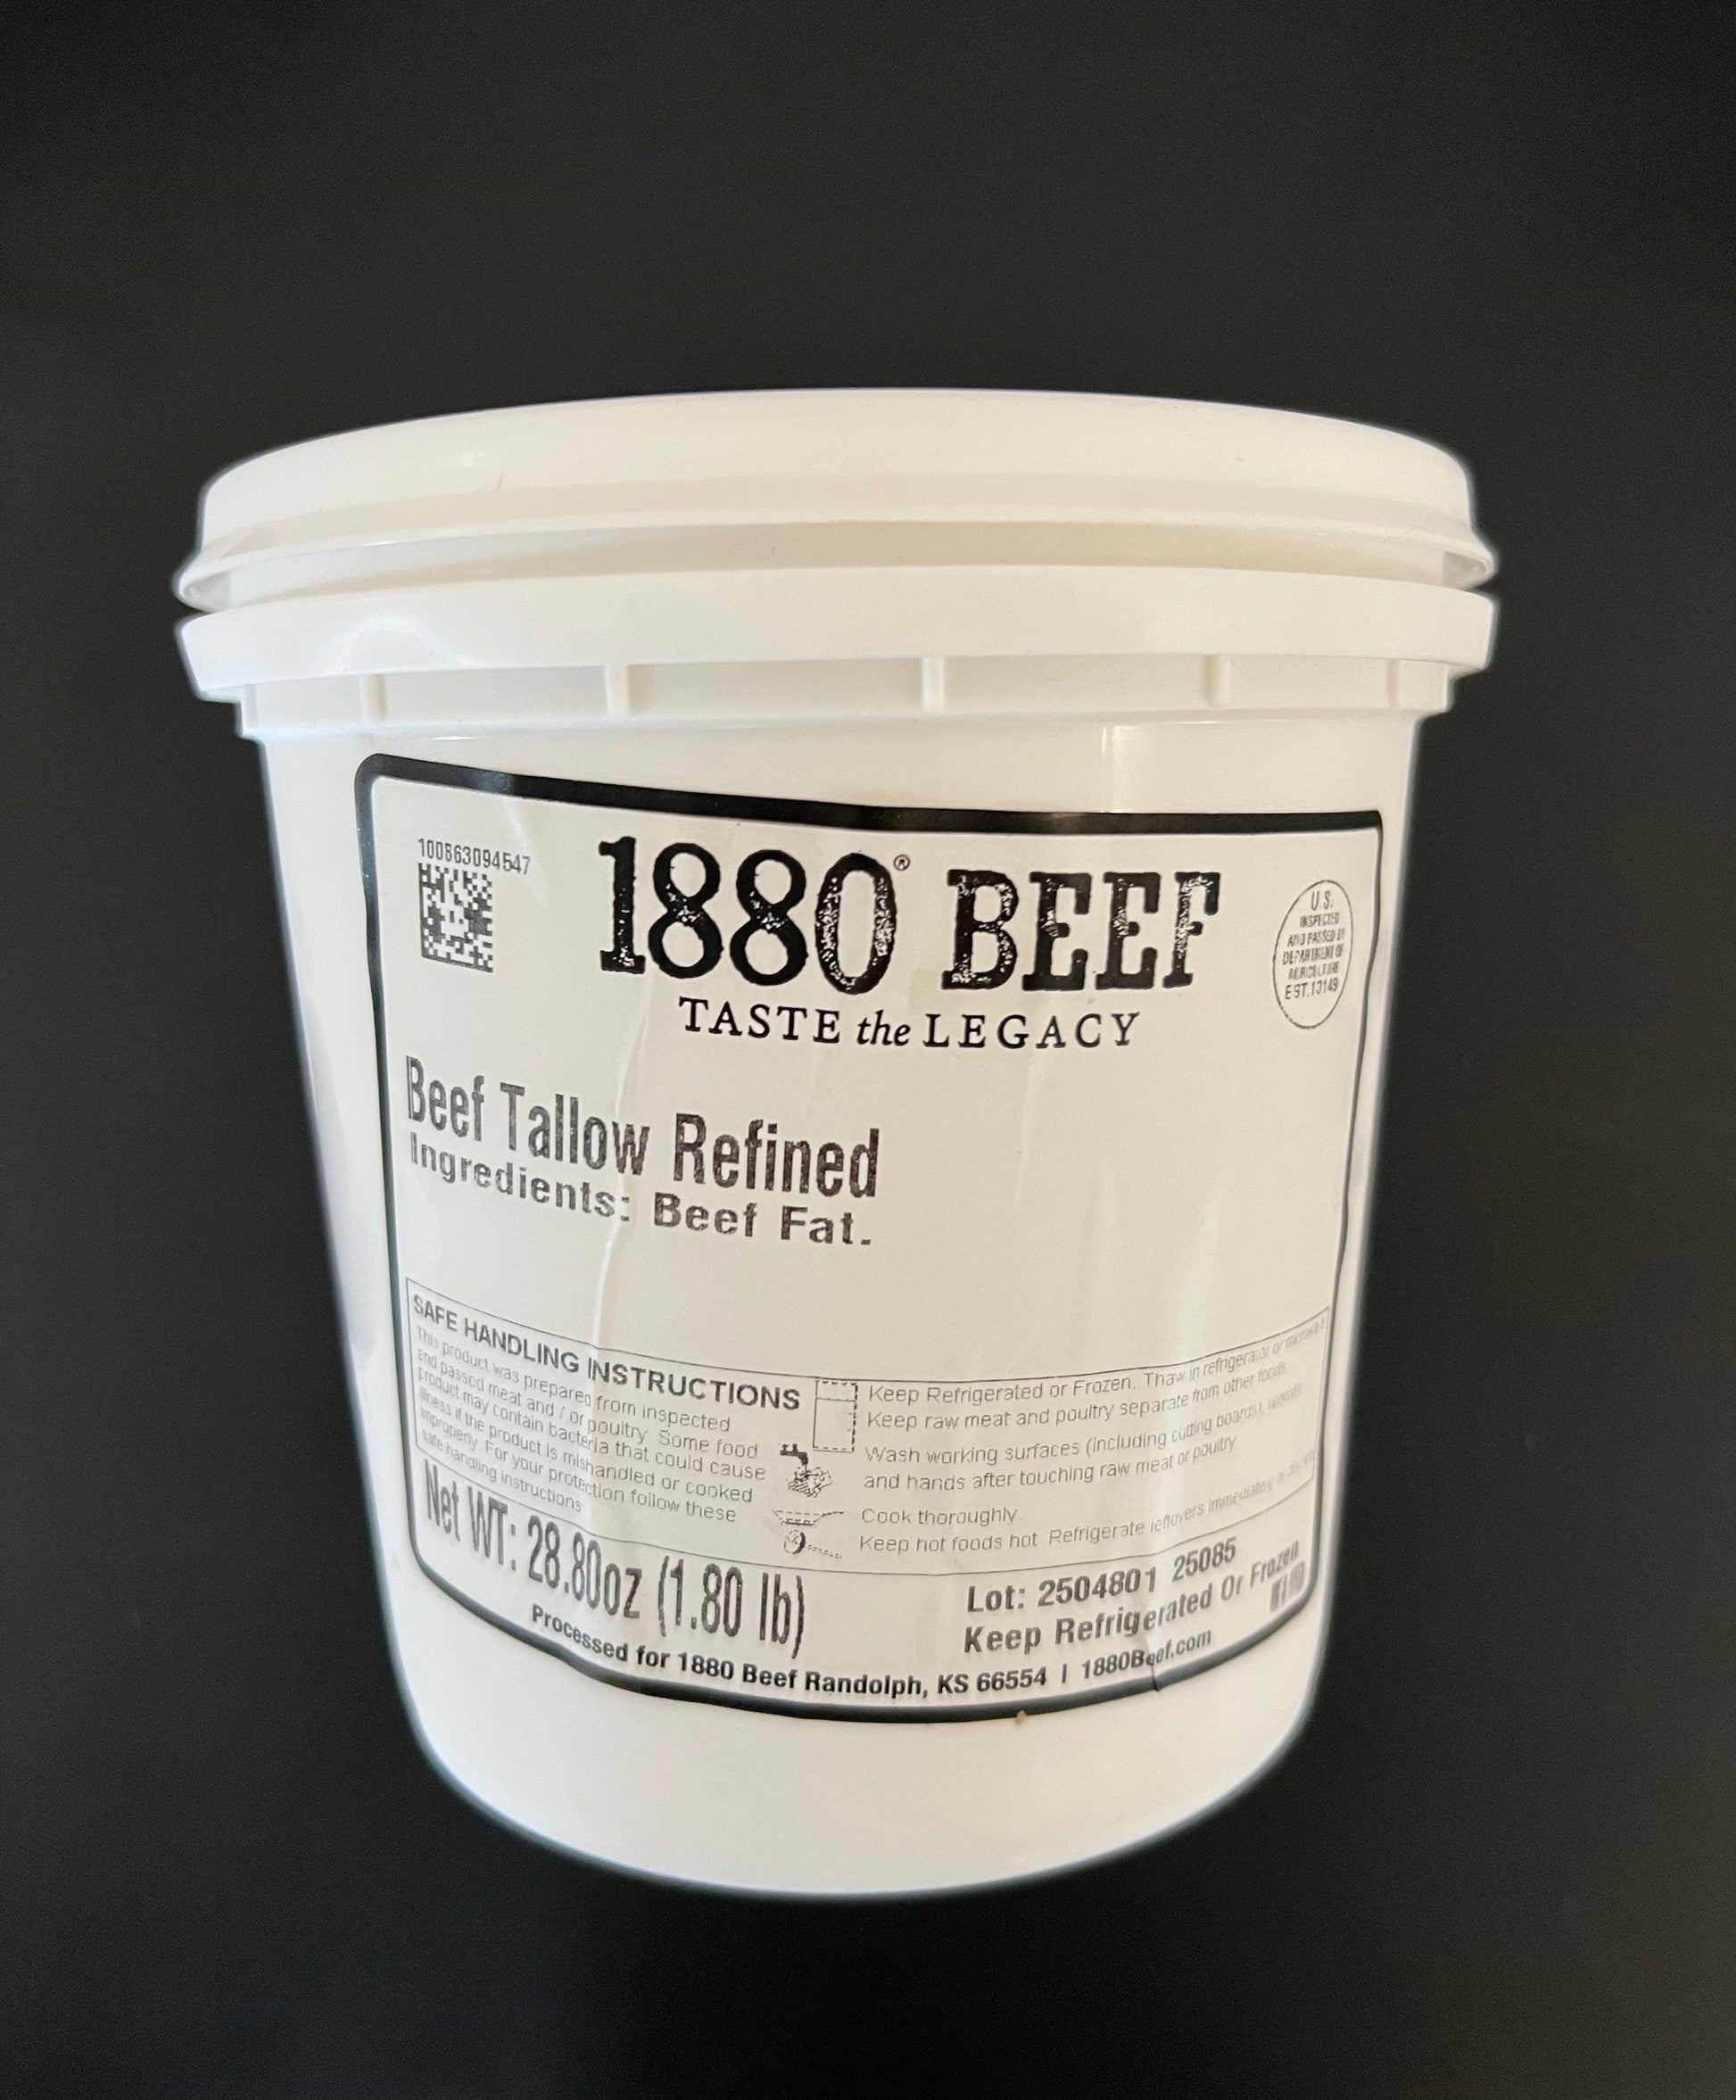 100563094547
1880® BEEF
TASTE the LEGACY
U.S.
INSPECTED
AND PASSED BY
DEPARTMENT OF
AGRICULTURE
EST.13149
Beef Tallow Refined
Ingredients: Beef Fat.
SAFE HANDLING INSTRUCTIONS
This product was prepared from inspected
and passed meat and / or poultry. Some food
product may contain bacteria that could cause
illness if the product is mishandled or cooked
improperly. For your protection follow these
safe handling instructions
Keep Refrigerated or Frozen. Thaw in refrigerator or microwave
Keep raw meat and poultry separate from other foods
Wash working surfaces (including cutting boards), utensils
and hands after touching raw meat or poultry
Cook thoroughly
Keep hot foods hot Refrigerate leftovers immediately or discard
Net WT: 28.80oz (1.80 lb)
Lot: 2504801 25085
Keep Refrigerated Or Frozen
Processed for 1880 Beef Randolph, KS 66554 | 1880Beef.com